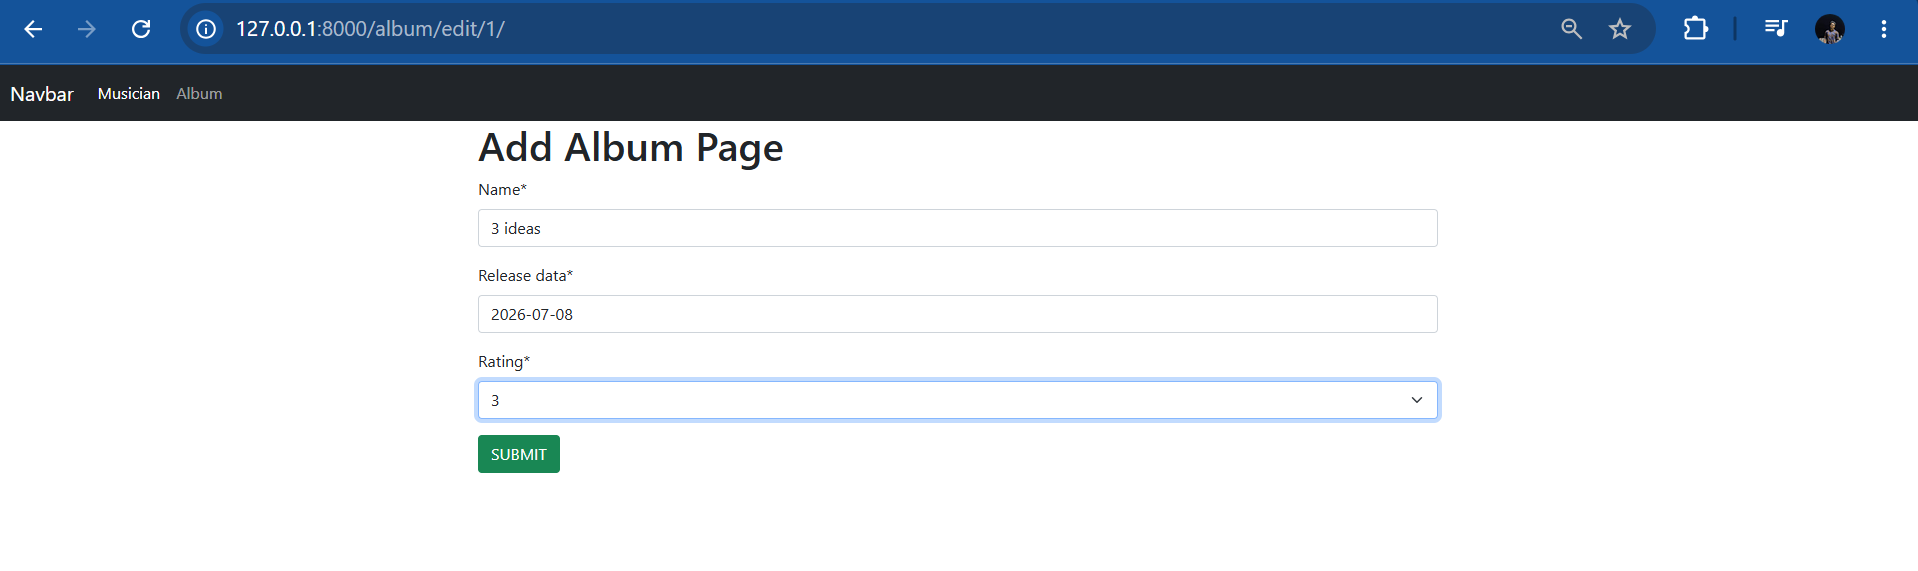 127.0.0.1:8000/album/edit/1/
Navbar Musician Album
Add Album Page
Name*
3 ideas
Release data*
2026-07-08
Rating*
3
SUBMIT